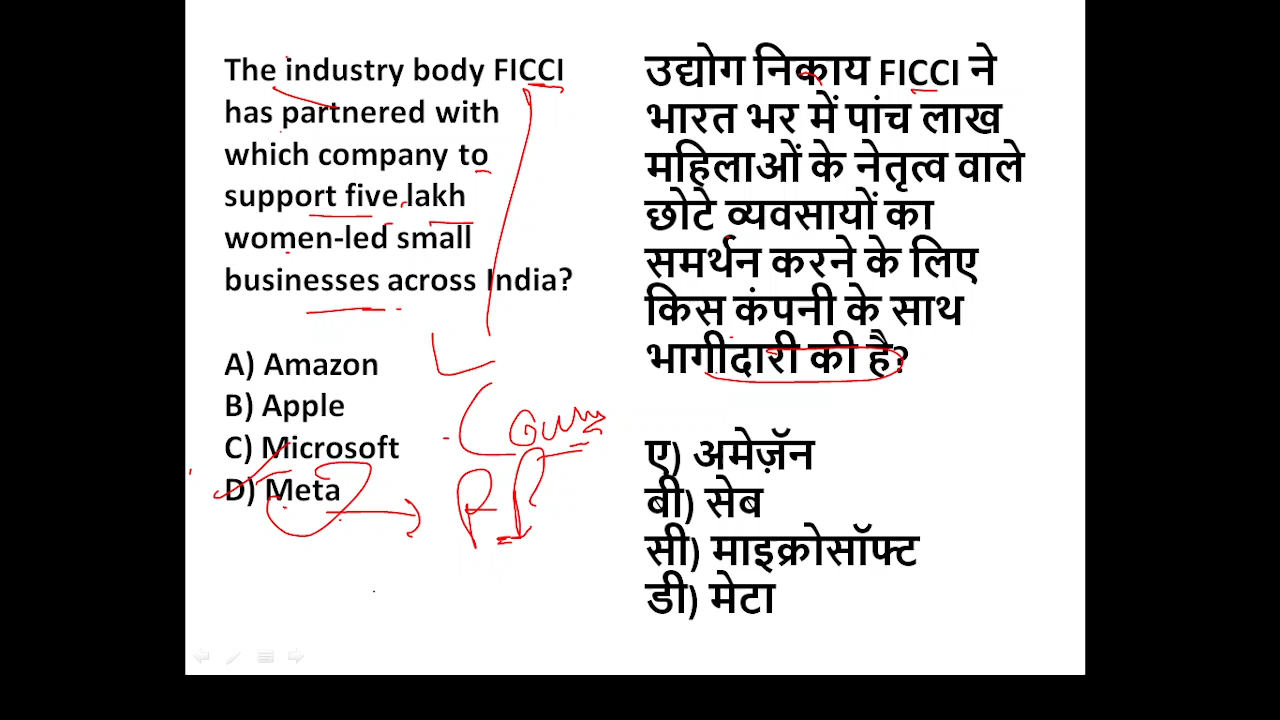 The industry body FICCI
has partnered with
which company to
support five lakh
women-led small
businesses across India?
A) Amazon
B) Apple
C) Microsoft
D) Meta
उद्योग निकाय FICCI ने
भारत भर में पांच लाख
महिलाओं के नेतृत्व वाले
छोटे व्यवसायों का
समर्थन करने के लिए
किस कंपनी के साथ
भागीदारी की है?
ए) अमेज़ॅन
बी) सेब
सी) माइक्रोसॉफ्ट
डी) मेटा